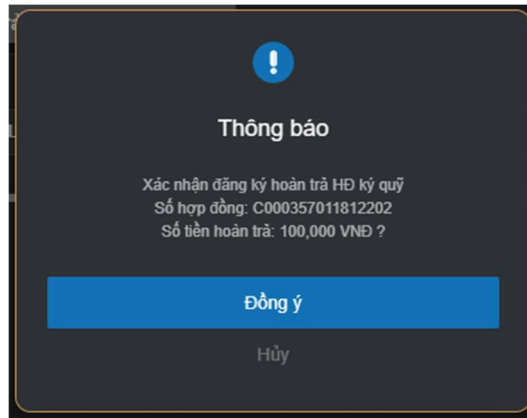 Thông báo
Xác nhận đăng ký hoàn trả HĐ ký quỹ
Số hợp đồng: C000357011812202
Số tiền hoàn trả: 100,000 VNĐ ?
Đồng ý
Hủy